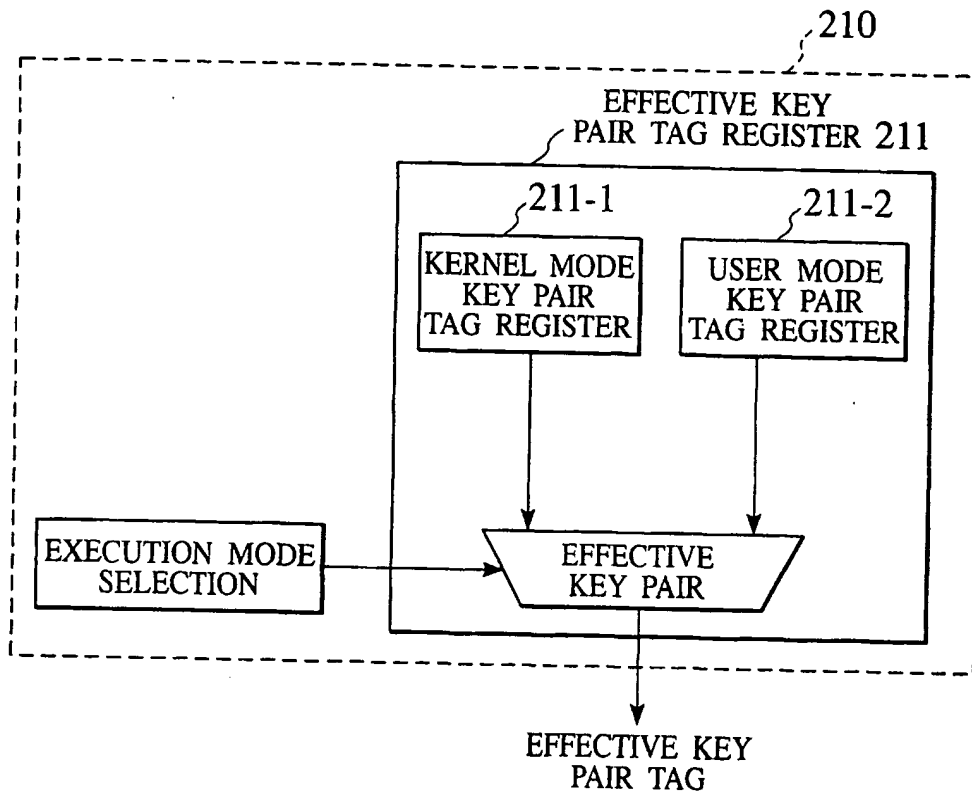 210
EFFECTIVE KEY
PAIR TAG REGISTER 211
211-1
211-2
KERNEL MODE
KEY PAIR
TAG REGISTER
USER MODE
KEY PAIR
TAG REGISTER
EXECUTION MODE
SELECTION
EFFECTIVE
KEY PAIR
EFFECTIVE KEY
PAIR TAG